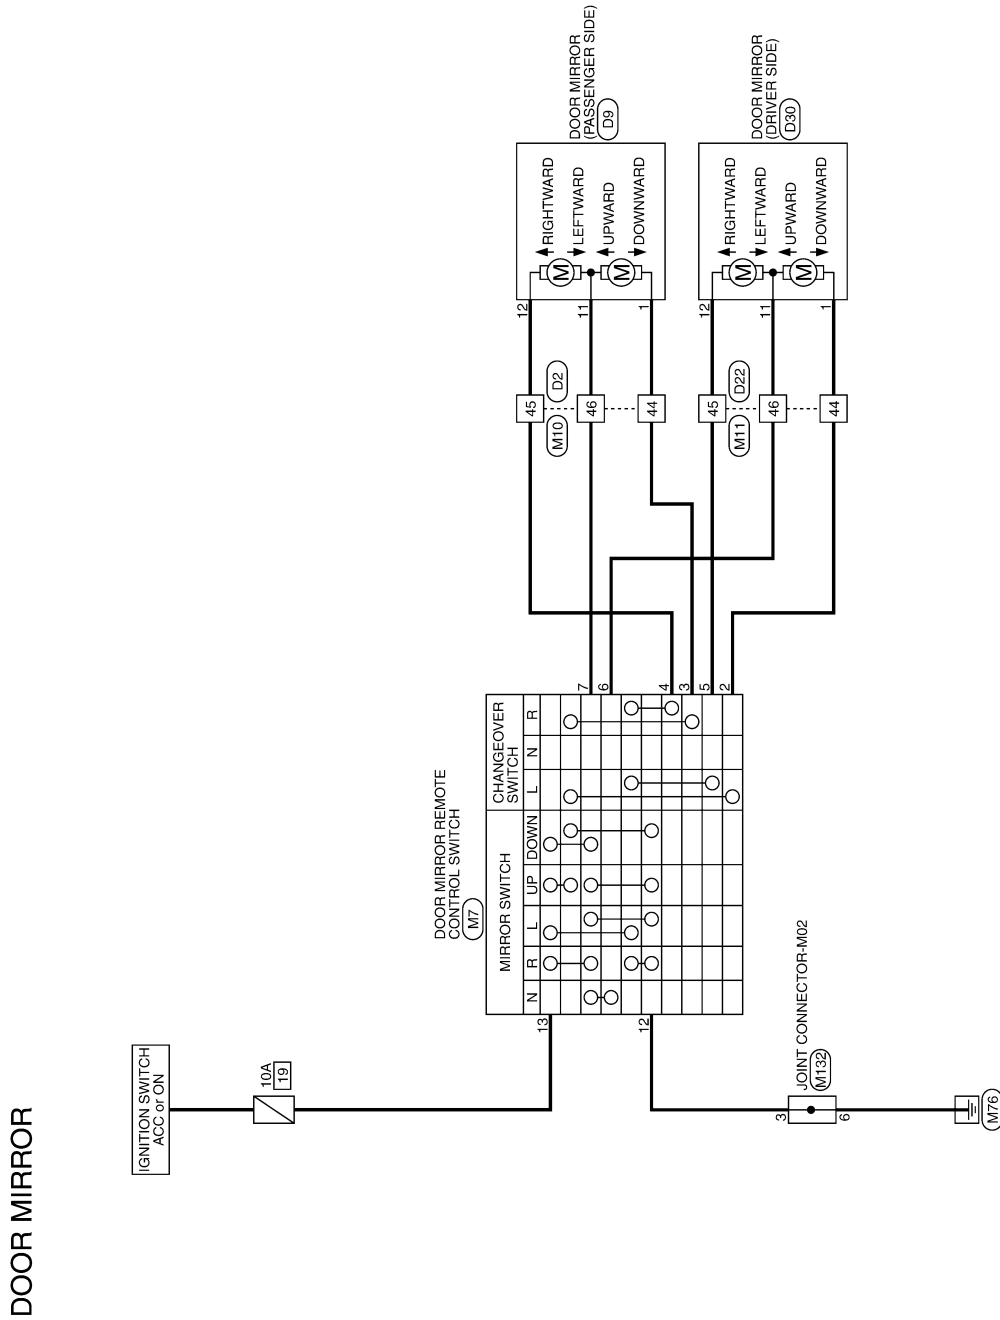 DOOR MIRROR
IGNITION SWITCH
ACC or ON
10A
19
DOOR MIRROR REMOTE
CONTROL SWITCH
M7
13
12
MIRROR SWITCH
CHANGEOVER
SWITCH
N
R
L
UP
DOWN
L
N
R
7
6
4
3
5
2
JOINT CONNECTOR-M02
M132
3
6
M76
M10
D2
45
46
44
M11
D22
45
46
44
12
11
1
M
M
RIGHTWARD
LEFTWARD
UPWARD
DOWNWARD
DOOR MIRROR
(PASSENGER SIDE)
D9
12
11
1
M
M
RIGHTWARD
LEFTWARD
UPWARD
DOWNWARD
DOOR MIRROR
(DRIVER SIDE)
D30